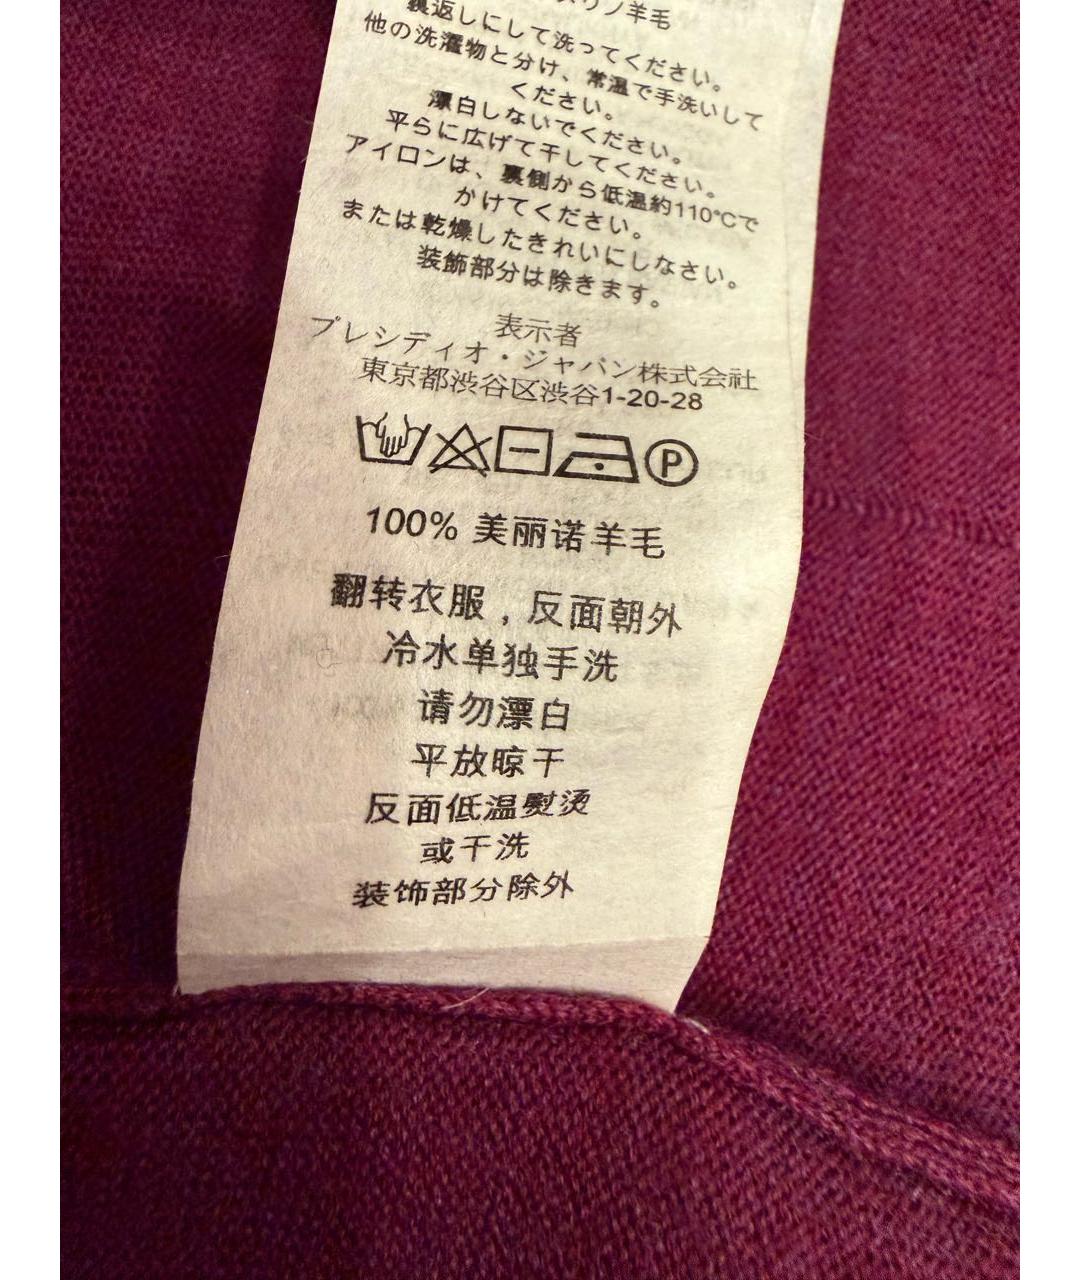 メリノ羊毛
裏返しにして洗ってください。
他の洗濯物と分け、常温で手洗いして
ください。
漂白しないでください。
平らに広げて干してください。
アイロンは、裏側から低温約110℃で
かけてください。
または乾燥したきれいにしなさい。
装飾部分は除きます。
表示者
プレシディオ・ジャパン株式会社
東京都渋谷区渋谷1-20-28
P
100% 美丽诺羊毛
翻转衣服，反面朝外
冷水单独手洗
请勿漂白
平放晾干
反面低温熨烫
或干洗
装饰部分除外